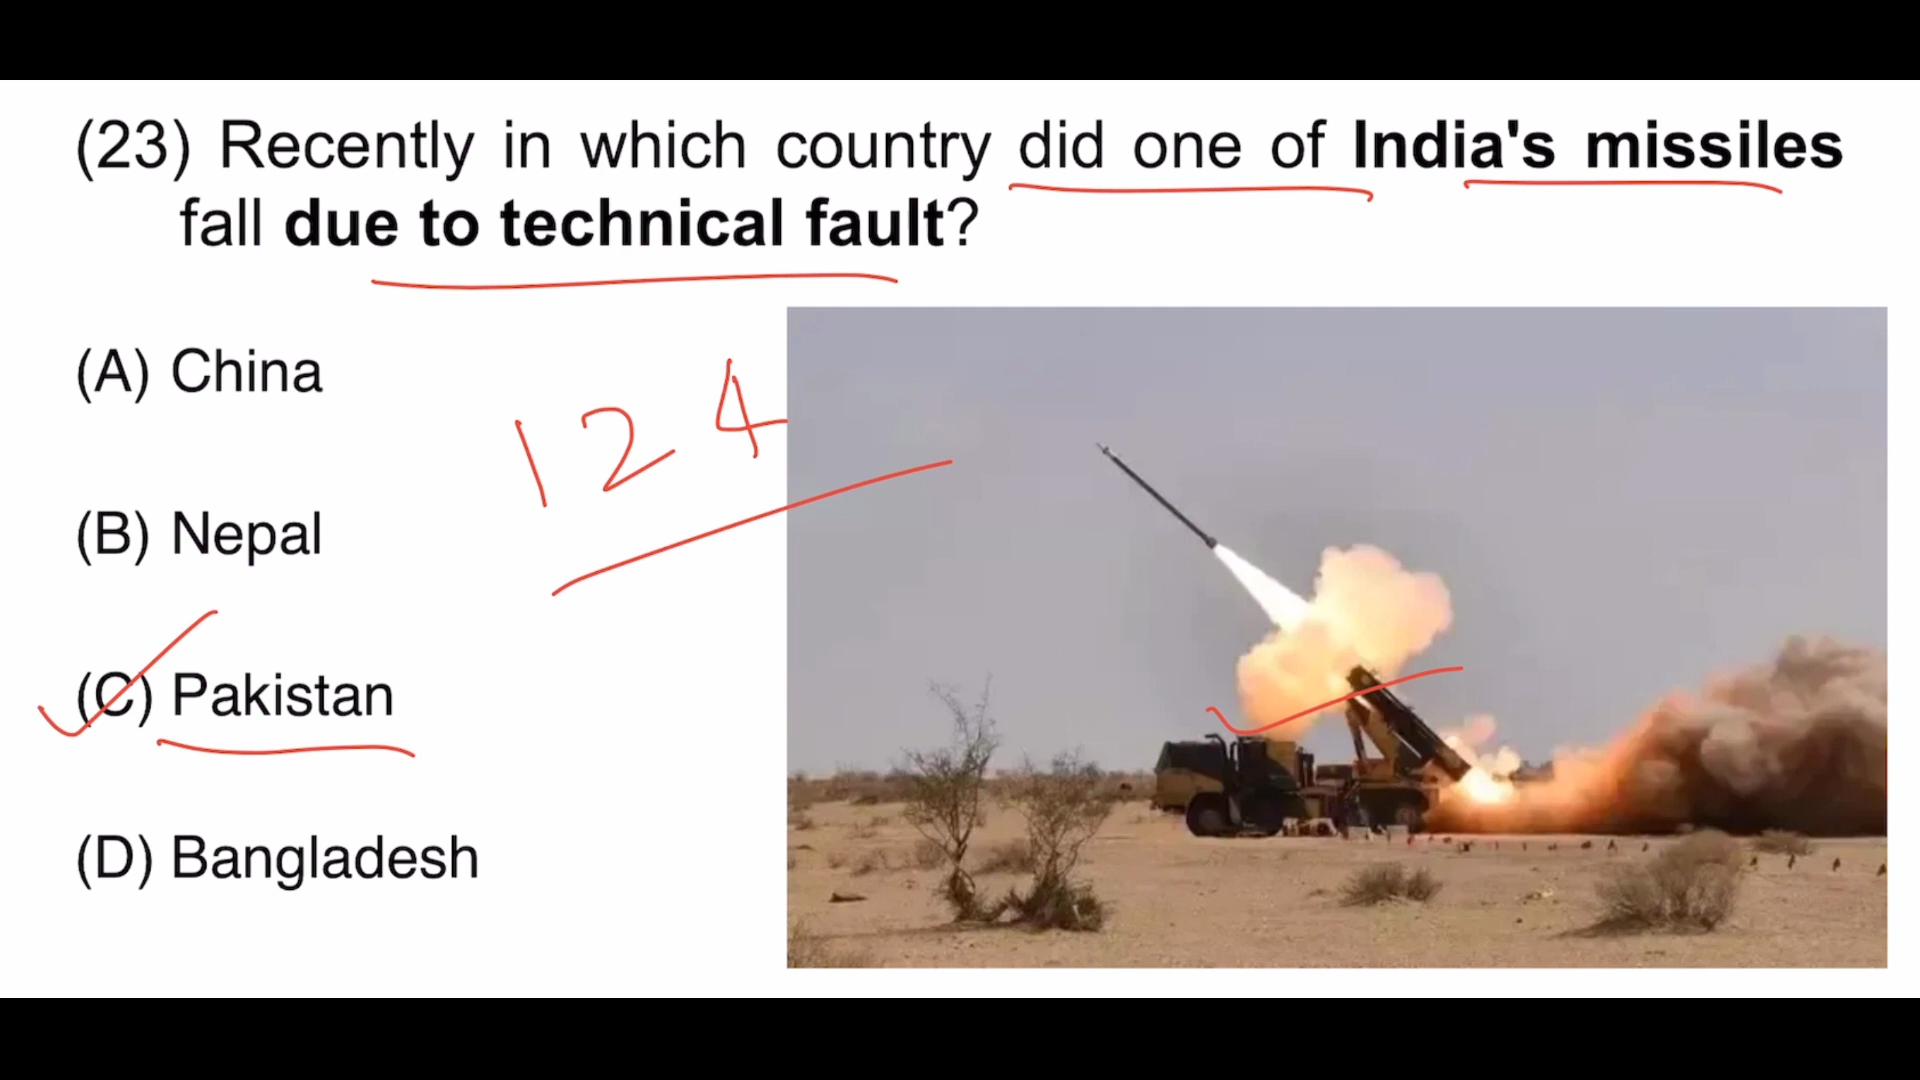 (23) Recently in which country did one of India's missiles
fall due to technical fault?
(A) China
124
(B) Nepal
(C) Pakistan
(D) Bangladesh